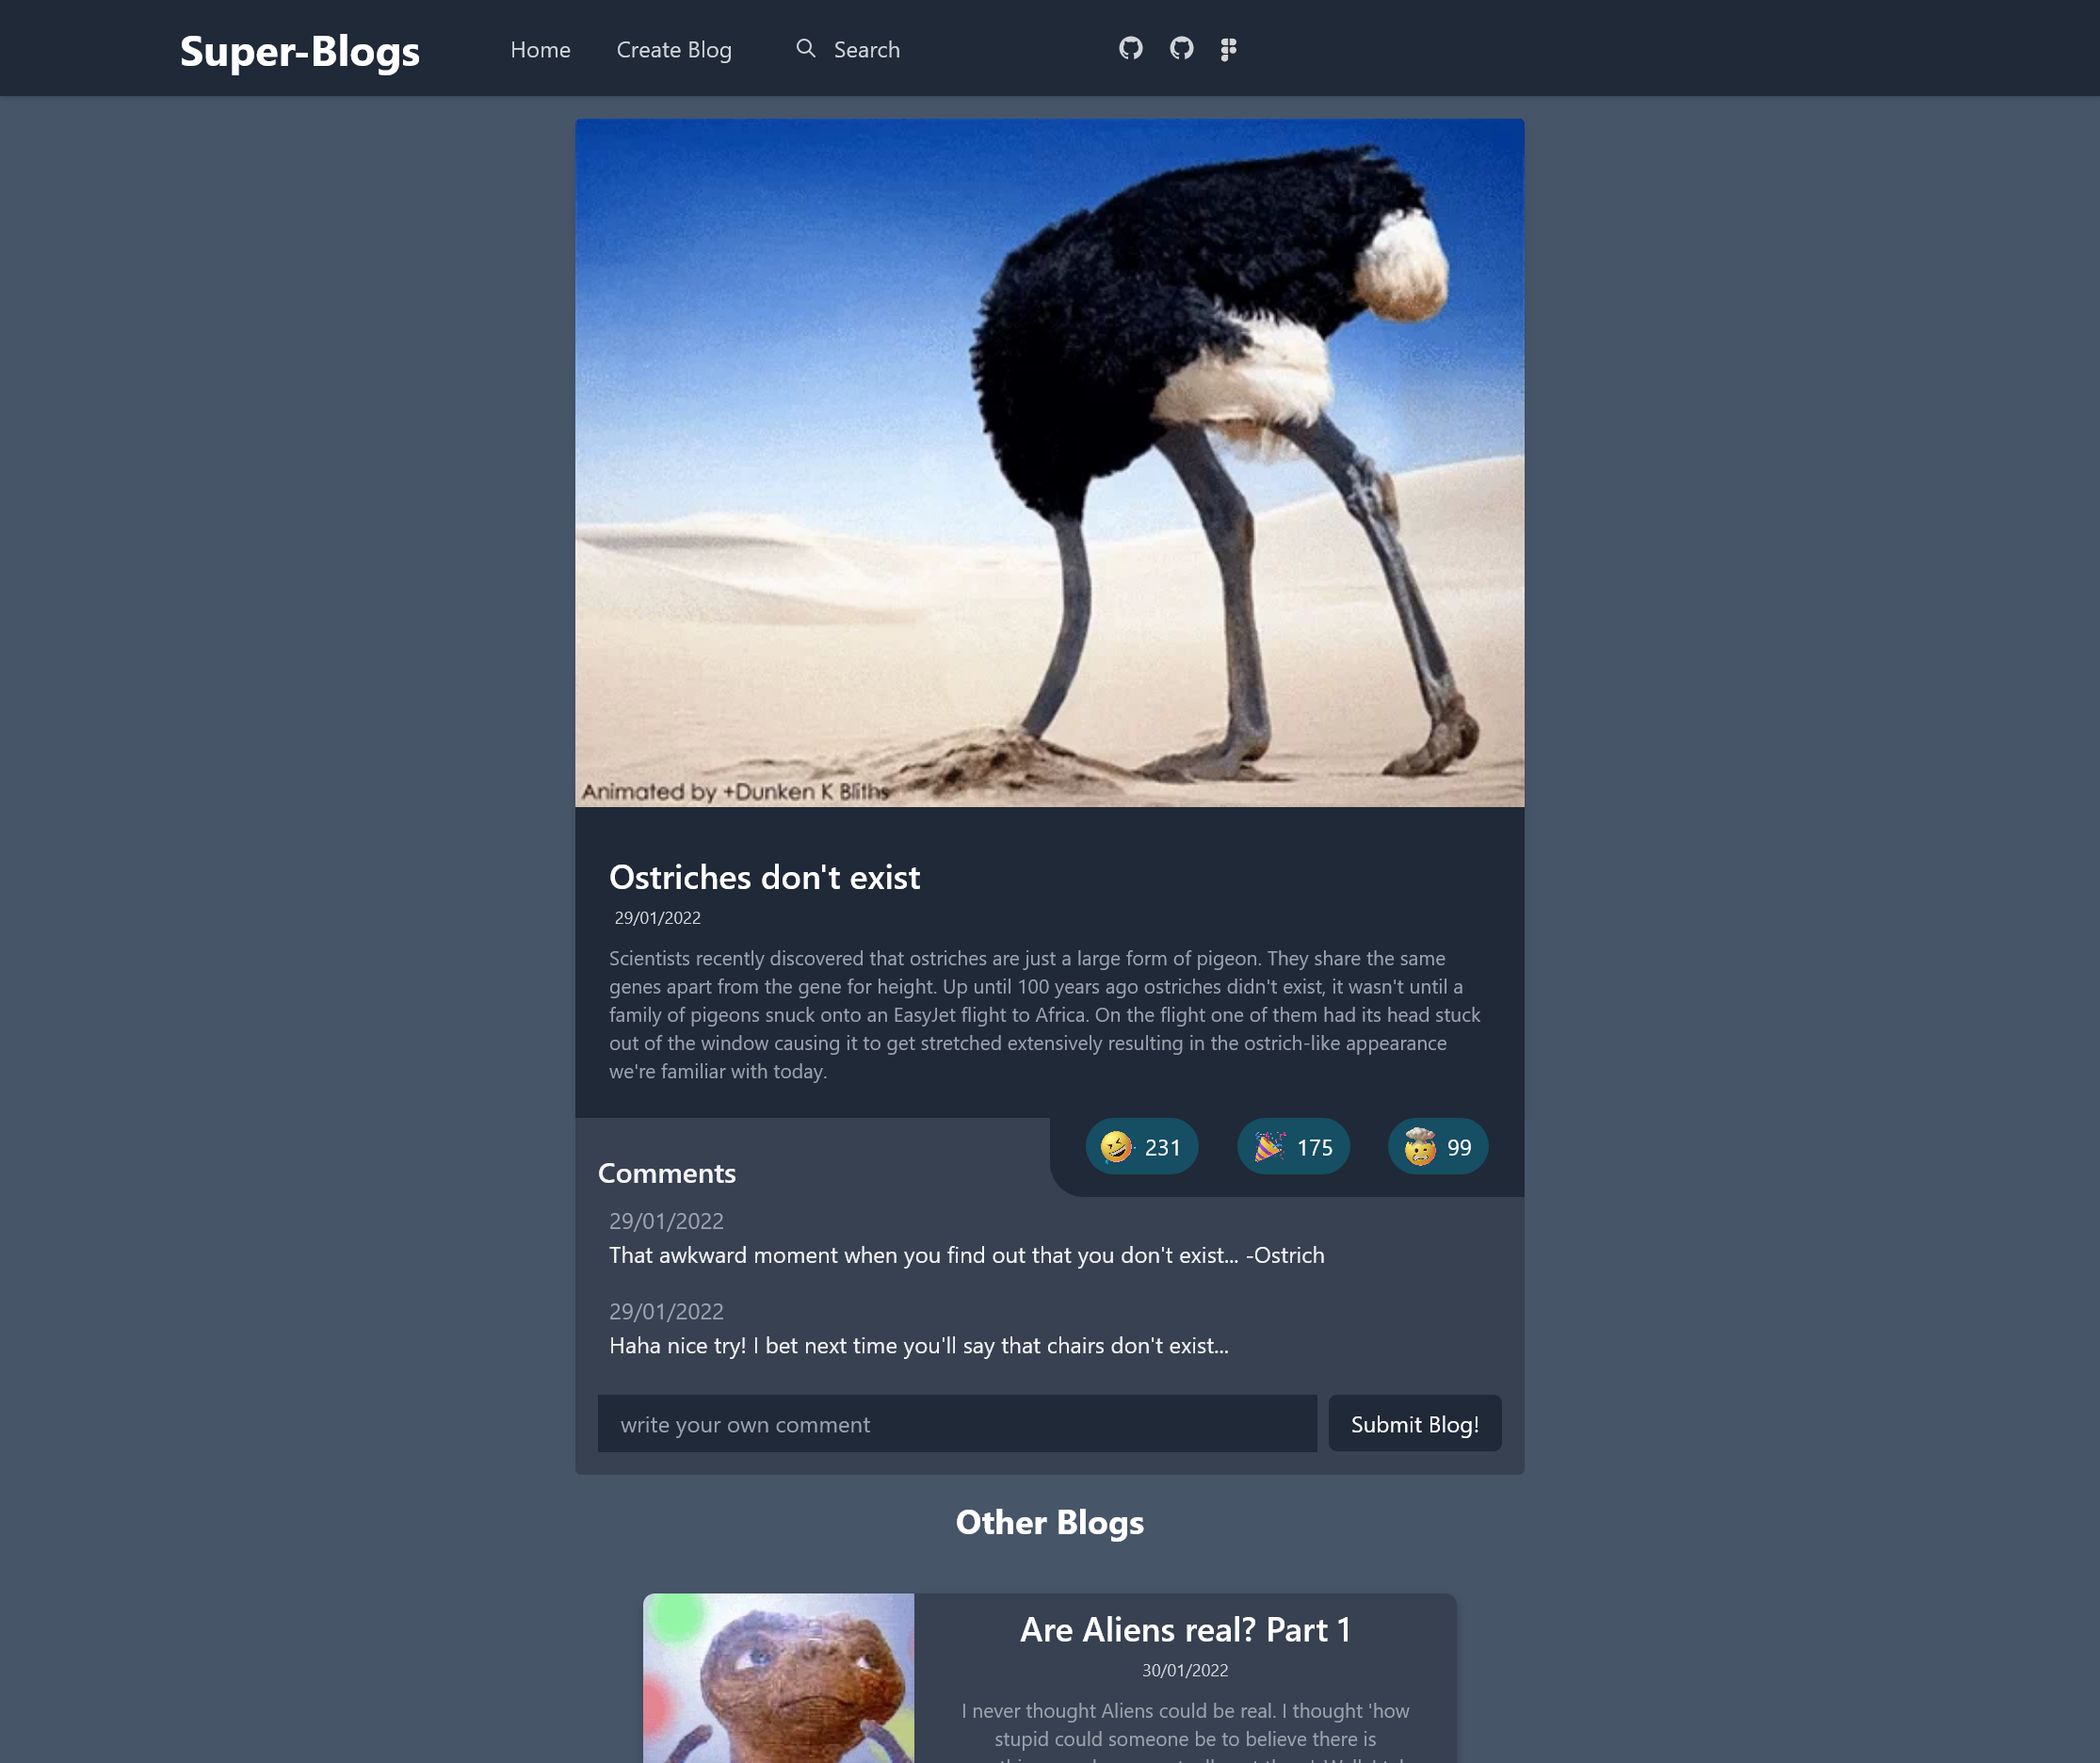 Super-Blogs
Home
Create Blog
Search
Animated by +Dunken K Bliths
Ostriches don't exist
29/01/2022
Scientists recently discovered that ostriches are just a large form of pigeon. They share the same
genes apart from the gene for height. Up until 100 years ago ostriches didn't exist, it wasn't until a
family of pigeons snuck onto an EasyJet flight to Africa. On the flight one of them had its head stuck
out of the window causing it to get stretched extensively resulting in the ostrich-like appearance
we're familiar with today.
231
175
99
Comments
29/01/2022
That awkward moment when you find out that you don't exist... -Ostrich
29/01/2022
Haha nice try! I bet next time you'll say that chairs don't exist...
write your own comment
Submit Blog!
Other Blogs
Are Aliens real? Part 1
30/01/2022
I never thought Aliens could be real. I thought 'how
stupid could someone be to believe there is